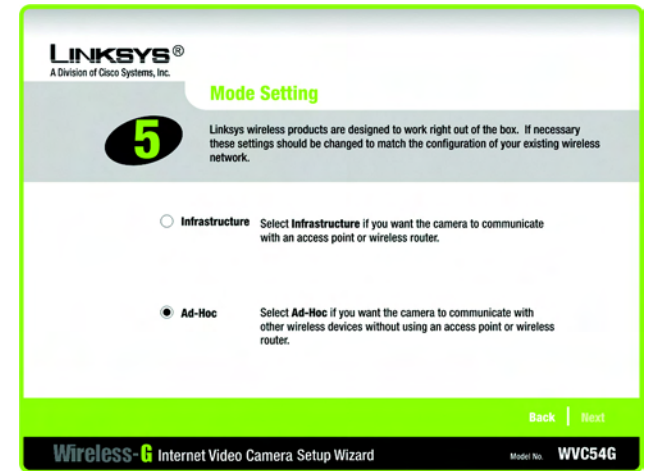 LINKSYS®
A Division of Cisco Systems, Inc.
Mode Setting
5
Linksys wireless products are designed to work right out of the box. If necessary
these settings should be changed to match the configuration of your existing wireless
network.
Infrastructure
Select Infrastructure if you want the camera to communicate
with an access point or wireless router.
Ad-Hoc
Select Ad-Hoc if you want the camera to communicate with
other wireless devices without using an access point or wireless
router.
Back | Next
Wireless-G Internet Video Camera Setup Wizard
Model No. WVC54G